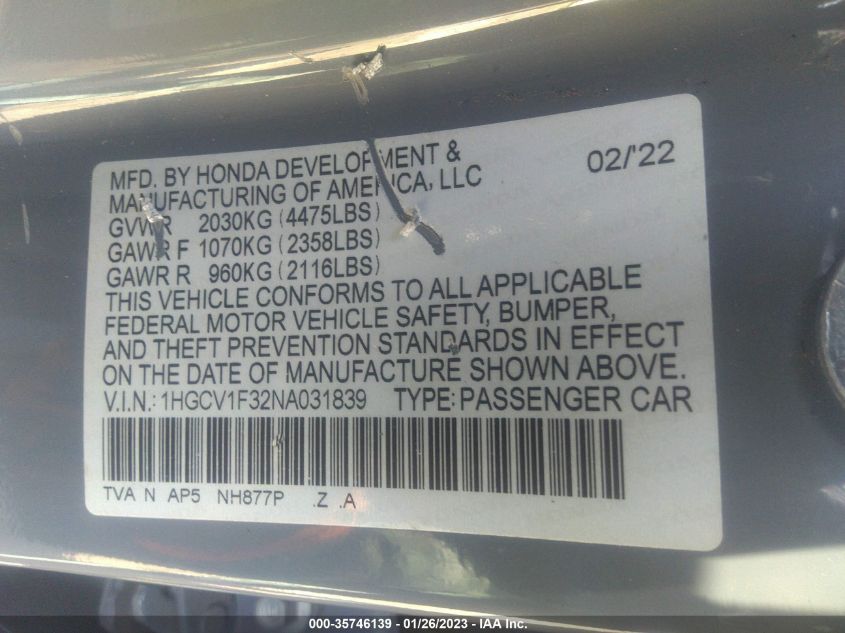 MFD. BY HONDA DEVELOPMENT &
MANUFACTURING OF AMERICA, LLC
02/'22
GVWR 2030KG (4475LBS)
GAWR F 1070KG (2358LBS)
GAWR R 960KG (2116LBS)
THIS VEHICLE CONFORMS TO ALL APPLICABLE
FEDERAL MOTOR VEHICLE SAFETY, BUMPER,
AND THEFT PREVENTION STANDARDS IN EFFECT
ON THE DATE OF MANUFACTURE SHOWN ABOVE.
V.I.N.: 1HGCV1F32NA031839 TYPE: PASSENGER CAR
TVA N AP5 NH877P .Z .A
000-35746139 - 01/26/2023 - IAA Inc.